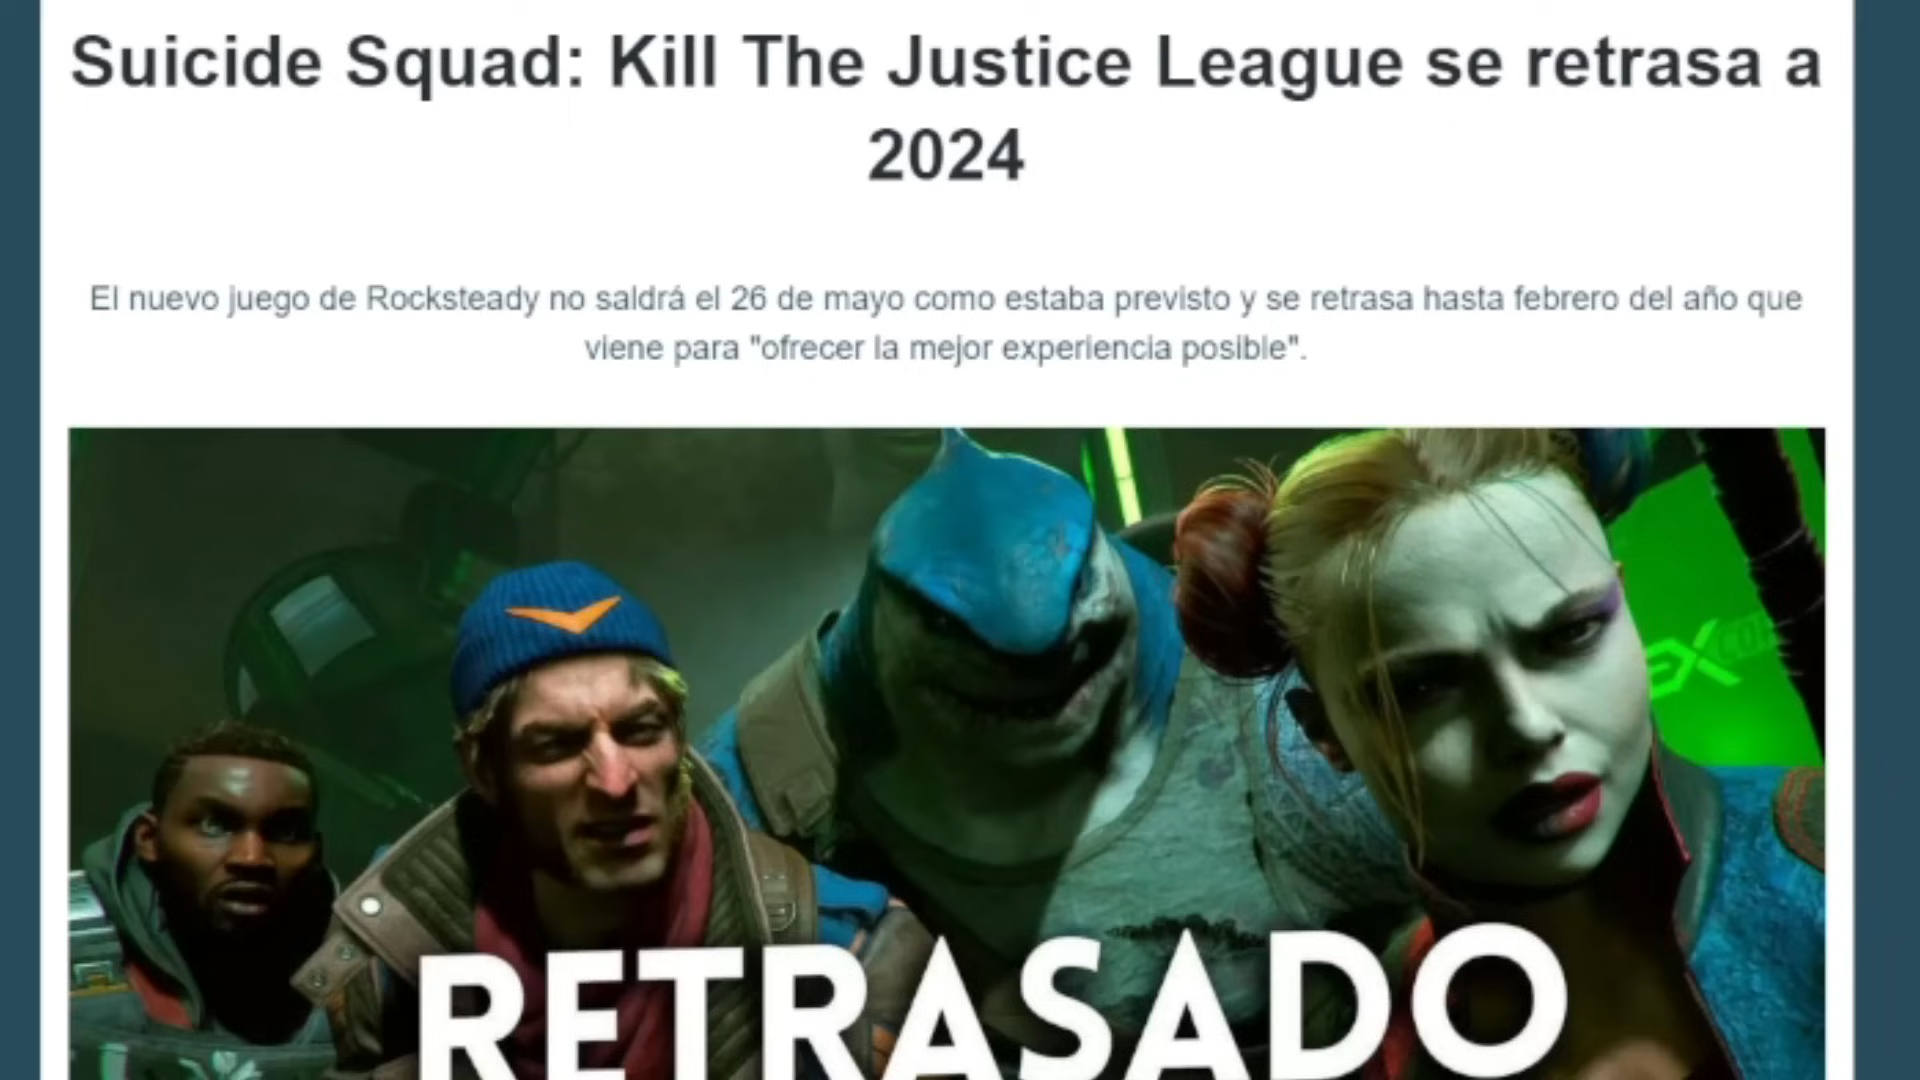 Suicide Squad: Kill The Justice League se retrasa a
2024
El nuevo juego de Rocksteady no saldrá el 26 de mayo como estaba previsto y se retrasa hasta febrero del año que
viene para "ofrecer la mejor experiencia posible".
RETRASADO